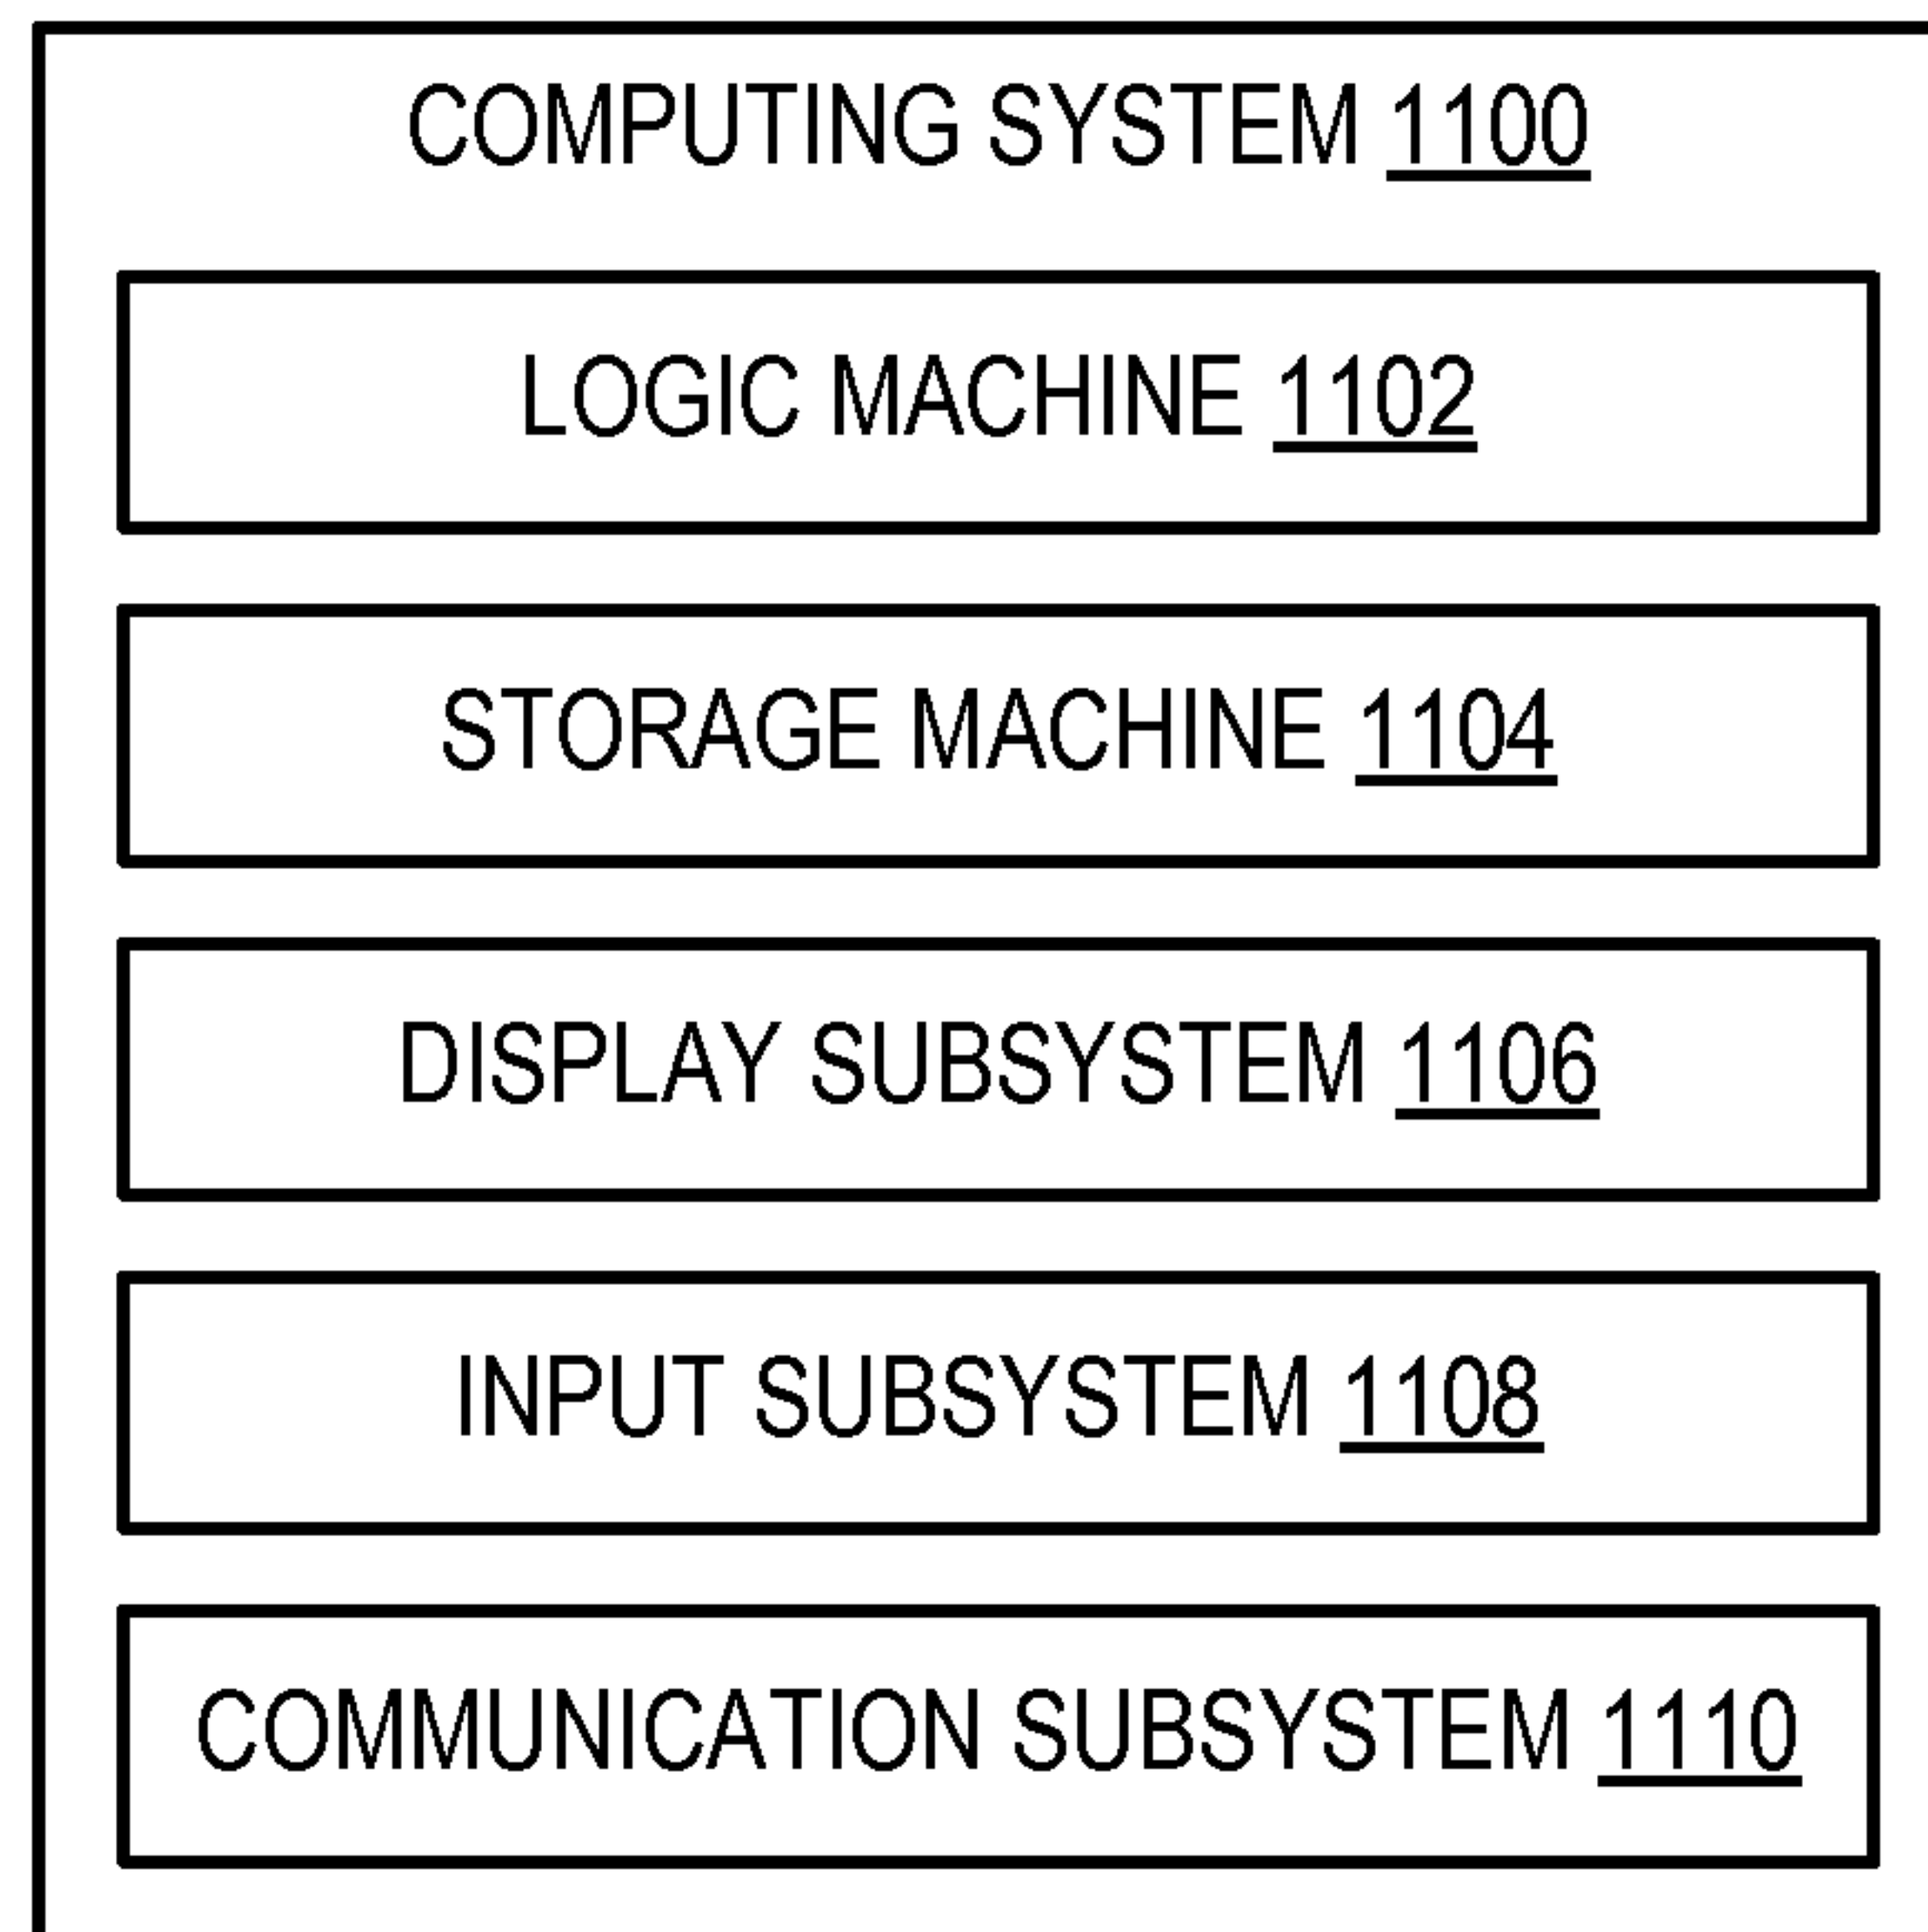 COMPUTING SYSTEM 1100
LOGIC MACHINE 1102
STORAGE MACHINE 1104
DISPLAY SUBSYSTEM 1106
INPUT SUBSYSTEM 1108
COMMUNICATION SUBSYSTEM 1110